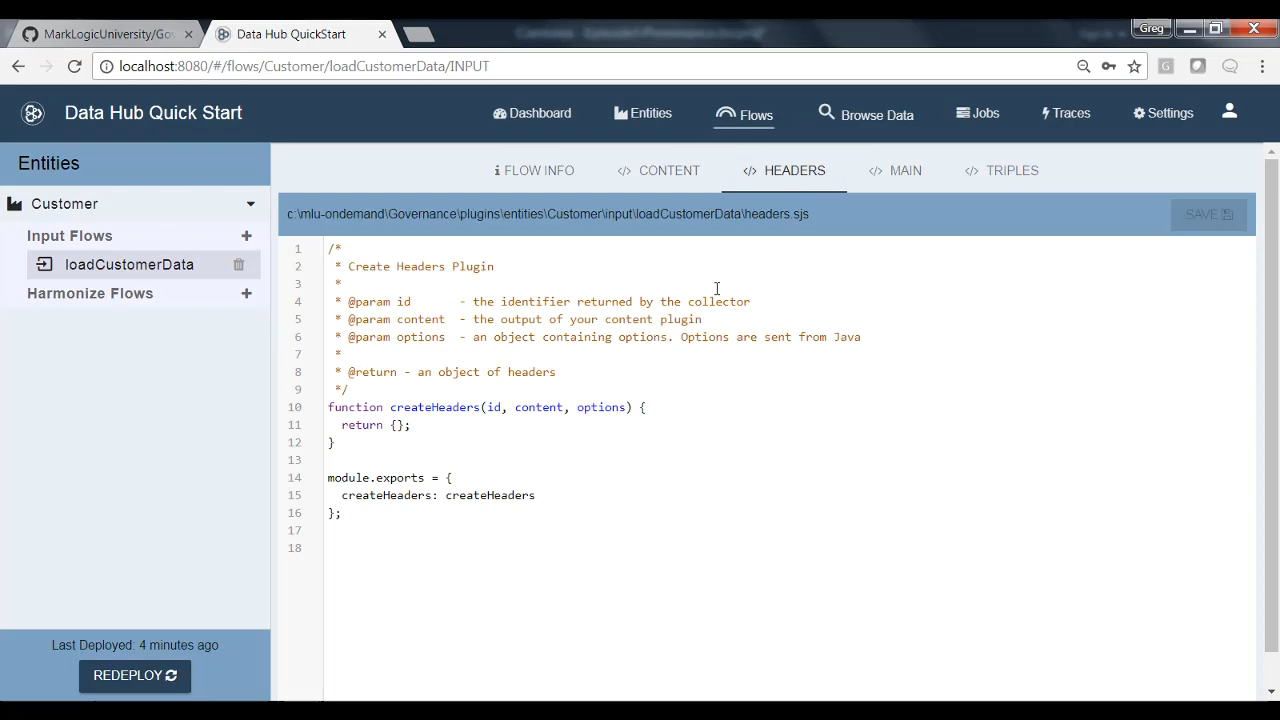 MarkLogicUniversity/Gov
Data Hub QuickStart
Greg
localhost:8080/#/flows/Customer/loadCustomerData/INPUT
Data Hub Quick Start
Dashboard
Entities
Flows
Browse Data
Jobs
Traces
Settings
Entities
Customer
Input Flows +
loadCustomerData
Harmonize Flows +
Last Deployed: 4 minutes ago
REDEPLOY
FLOW INFO
</> CONTENT
</> HEADERS
</> MAIN
</> TRIPLES
c:\mlu-ondemand\Governance\plugins\entities\Customer\input\loadCustomerData\headers.sjs
SAVE
1 /*
2  * Create Headers Plugin
3  *
4  * @param id       - the identifier returned by the collector
5  * @param content  - the output of your content plugin
6  * @param options  - an object containing options. Options are sent from Java
7  *
8  * @return - an object of headers
9  */
10 function createHeaders(id, content, options) {
11   return {};
12 }
13
14 module.exports = {
15   createHeaders: createHeaders
16 };
17
18